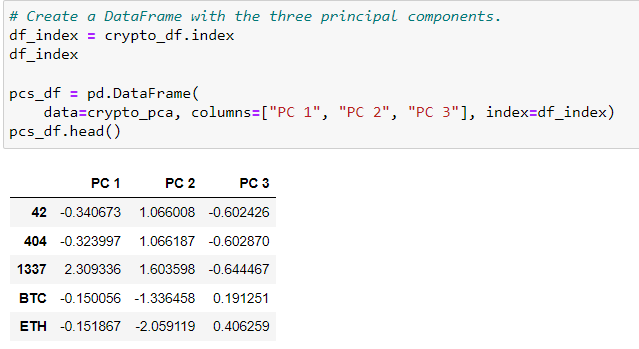 # Create a DataFrame with the three principal components.
df_index = crypto_df.index
df_index
pcs_df = pd.DataFrame(
    data=crypto_pca, columns=["PC 1", "PC 2", "PC 3"], index=df_index)
pcs_df.head()
PC 1 PC 2 PC 3
42 -0.340673 1.066008 -0.602426
404 -0.323997 1.066187 -0.602870
1337 2.309336 1.603598 -0.644467
BTC -0.150056 -1.336458 0.191251
ETH -0.151867 -2.059119 0.406259